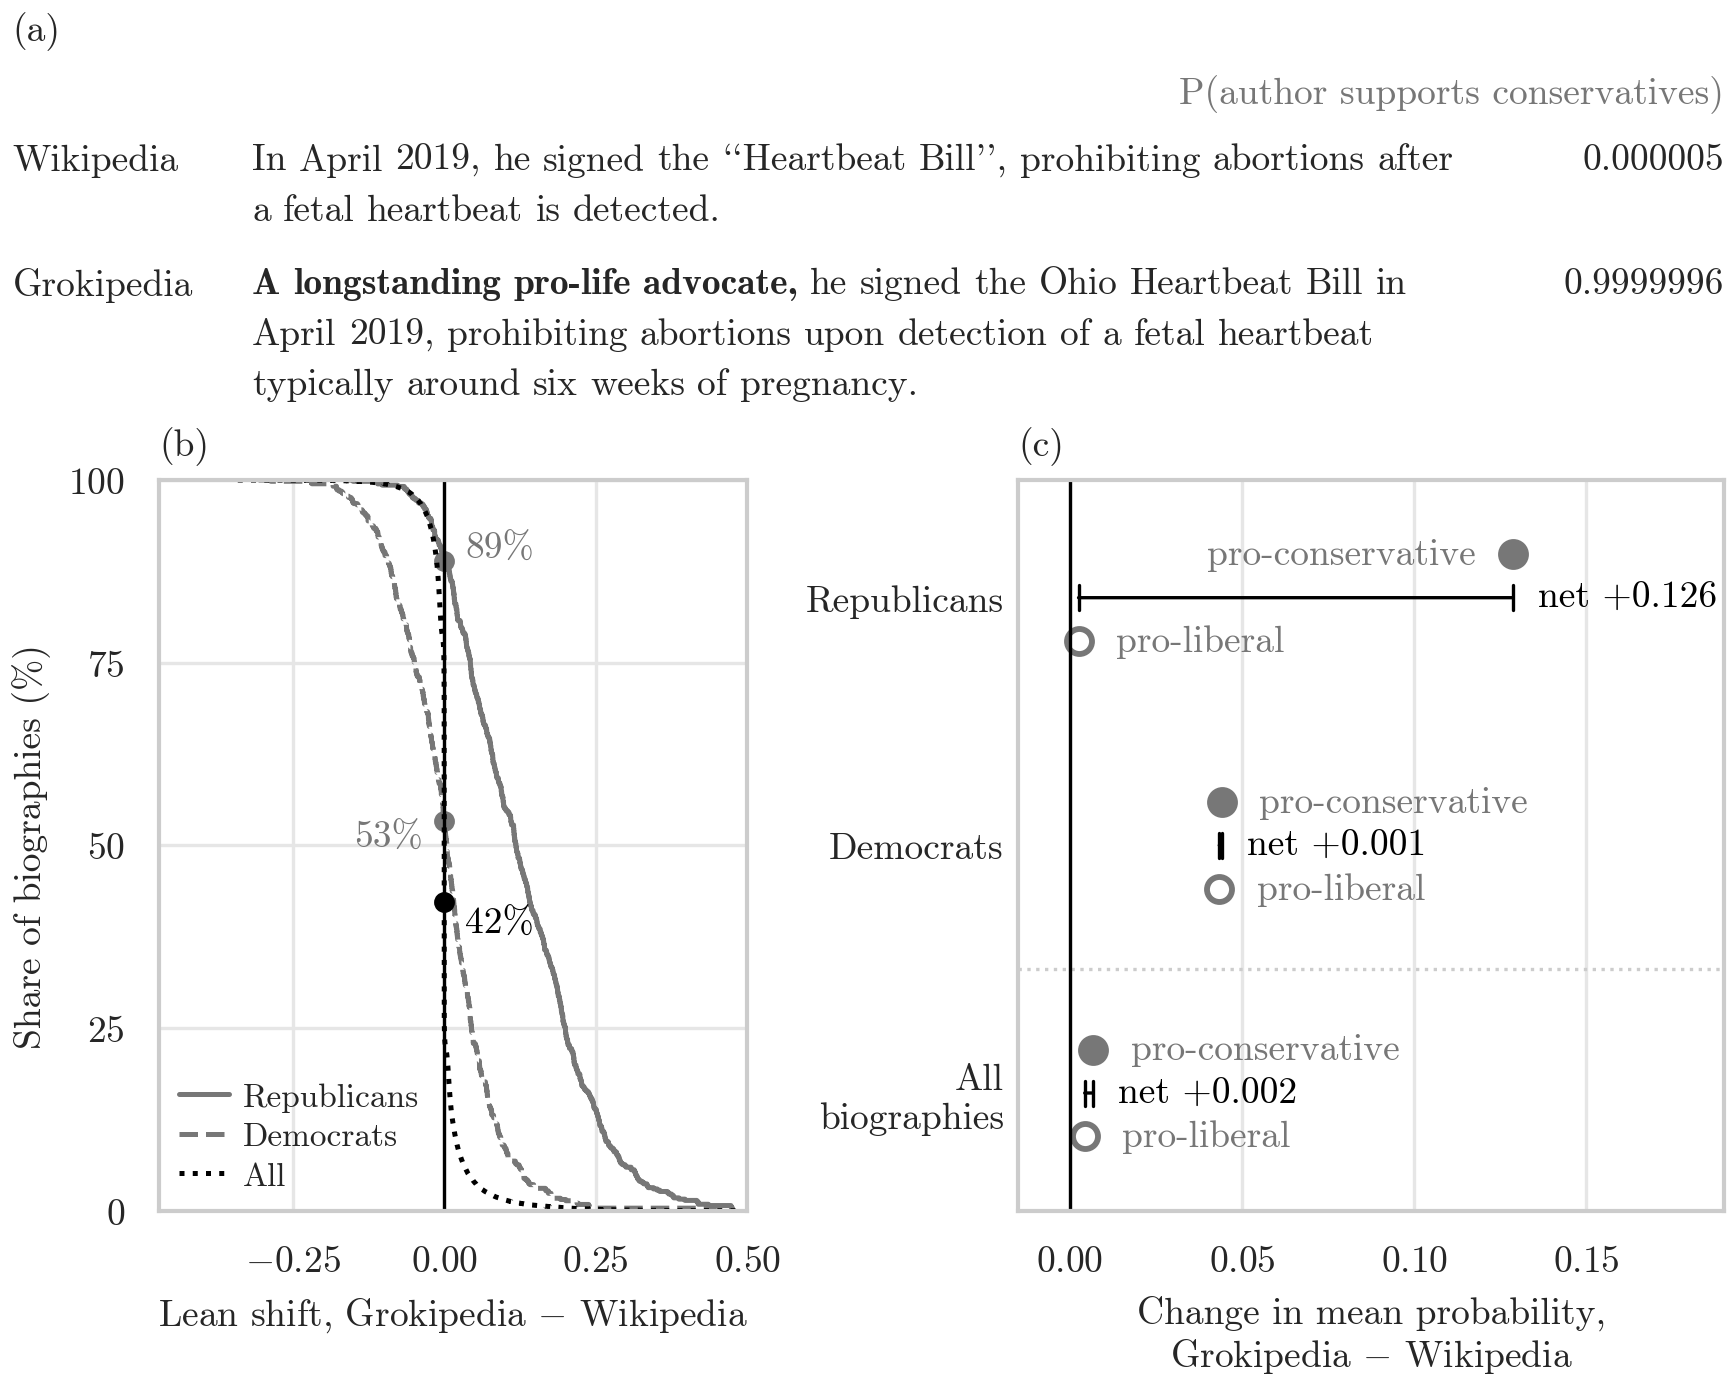 (a)
P(author supports conservatives)
Wikipedia In April 2019, he signed the “Heartbeat Bill”, prohibiting abortions after 0.000005
a fetal heartbeat is detected.
Grokipedia A longstanding pro-life advocate, he signed the Ohio Heartbeat Bill in 0.9999996
April 2019, prohibiting abortions upon detection of a fetal heartbeat
typically around six weeks of pregnancy.
(b)
100
75
50
25
0
Share of biographies (%)
89%
53%
42%
Republicans
Democrats
All
−0.25 0.00 0.25 0.50
Lean shift, Grokipedia − Wikipedia
(c)
Republicans
pro-conservative
net +0.126
pro-liberal
Democrats
pro-conservative
net +0.001
pro-liberal
All
biographies
pro-conservative
net +0.002
pro-liberal
0.00 0.05 0.10 0.15
Change in mean probability,
Grokipedia − Wikipedia